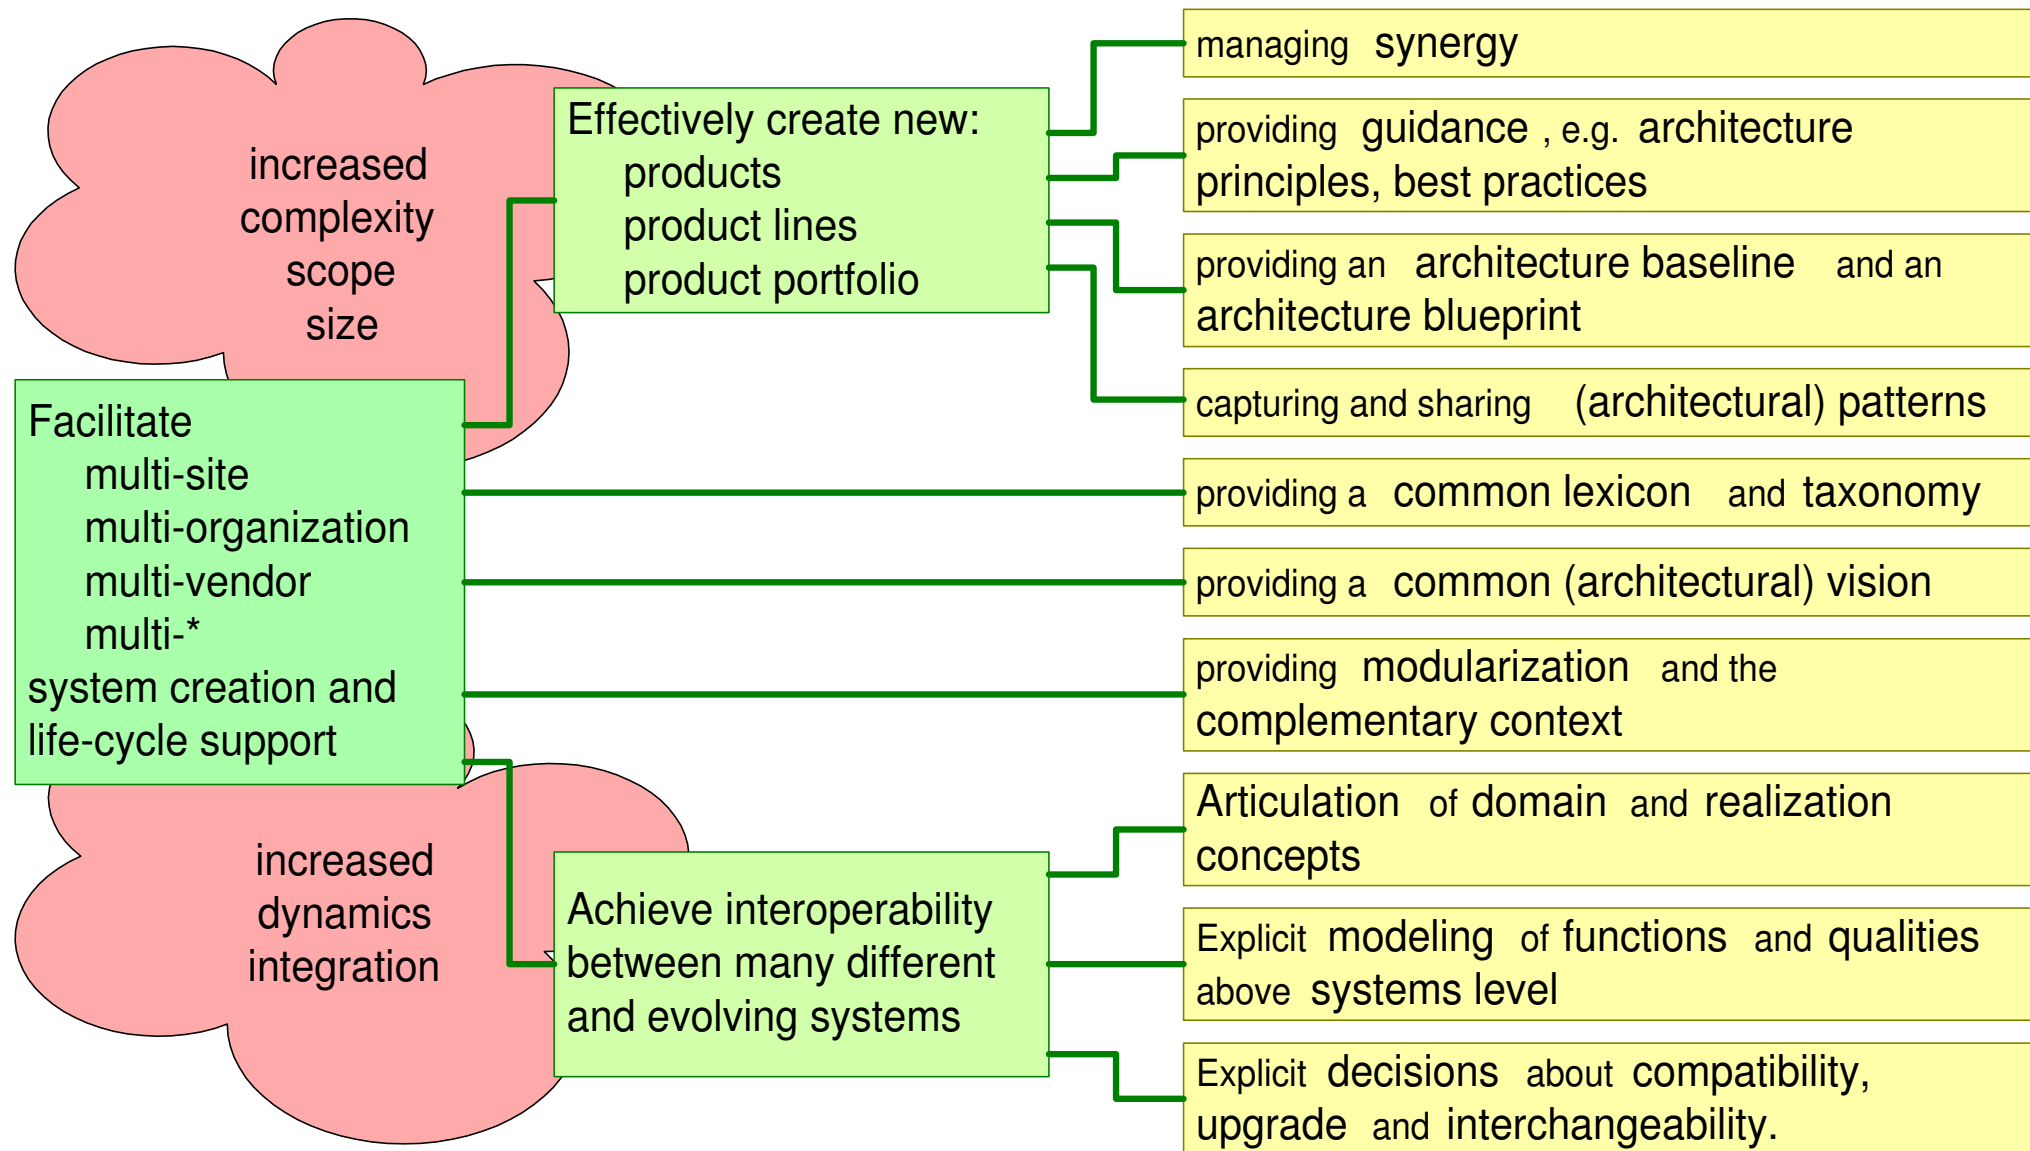 increased
complexity
scope
size
Facilitate
multi-site
multi-organization
multi-vendor
multi-*
system creation and
life-cycle support
increased
dynamics
integration
Effectively create new:
products
product lines
product portfolio
Achieve interoperability
between many different
and evolving systems
managing synergy
providing guidance , e.g. architecture
principles, best practices
providing an architecture baseline and an
architecture blueprint
capturing and sharing (architectural) patterns
providing a common lexicon and taxonomy
providing a common (architectural) vision
providing modularization and the
complementary context
Articulation of domain and realization
concepts
Explicit modeling of functions and qualities
above systems level
Explicit decisions about compatibility,
upgrade and interchangeability.